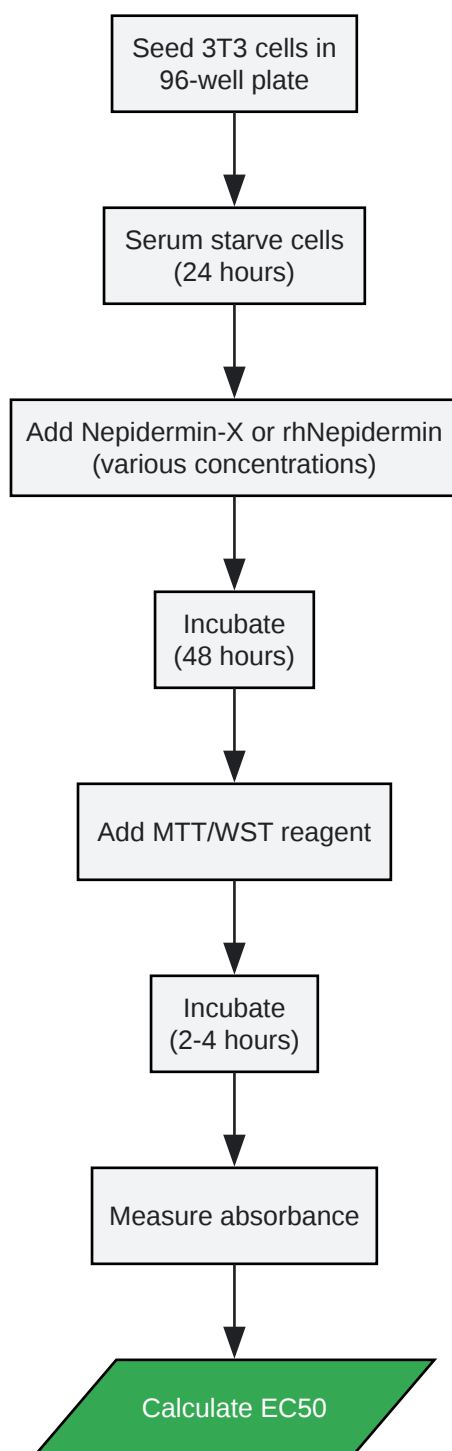 Seed 3T3 cells in
96-well plate
Serum starve cells
(24 hours)
Add Nepidermin-X or rhNepidermin
(various concentrations)
Incubate
(48 hours)
Add MTT/WST reagent
Incubate
(2-4 hours)
Measure absorbance
Calculate EC50